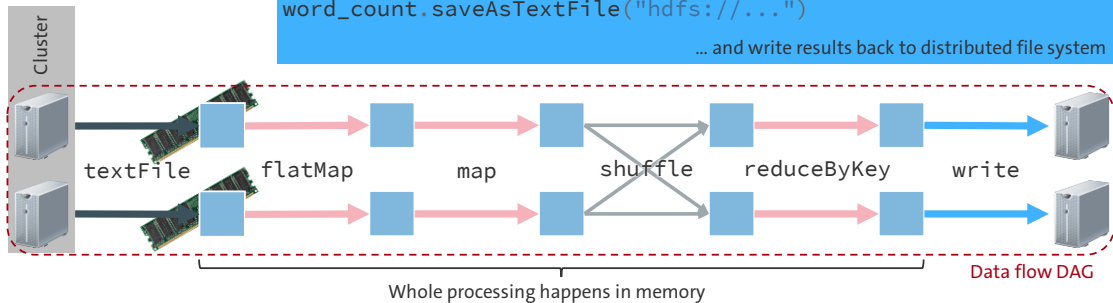 word_count.saveAsTextFile("hdfs://...")
... and write results back to distributed file system
Cluster
textFile flatMap map shuffle reduceByKey write
Data flow DAG
Whole processing happens in memory